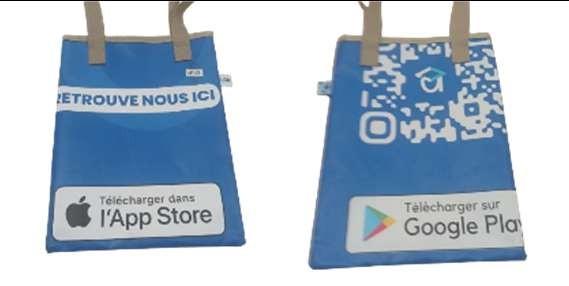 RETROUVE NOUS ICI
Télécharger dans
l'App Store
Télécharger sur
Google Play